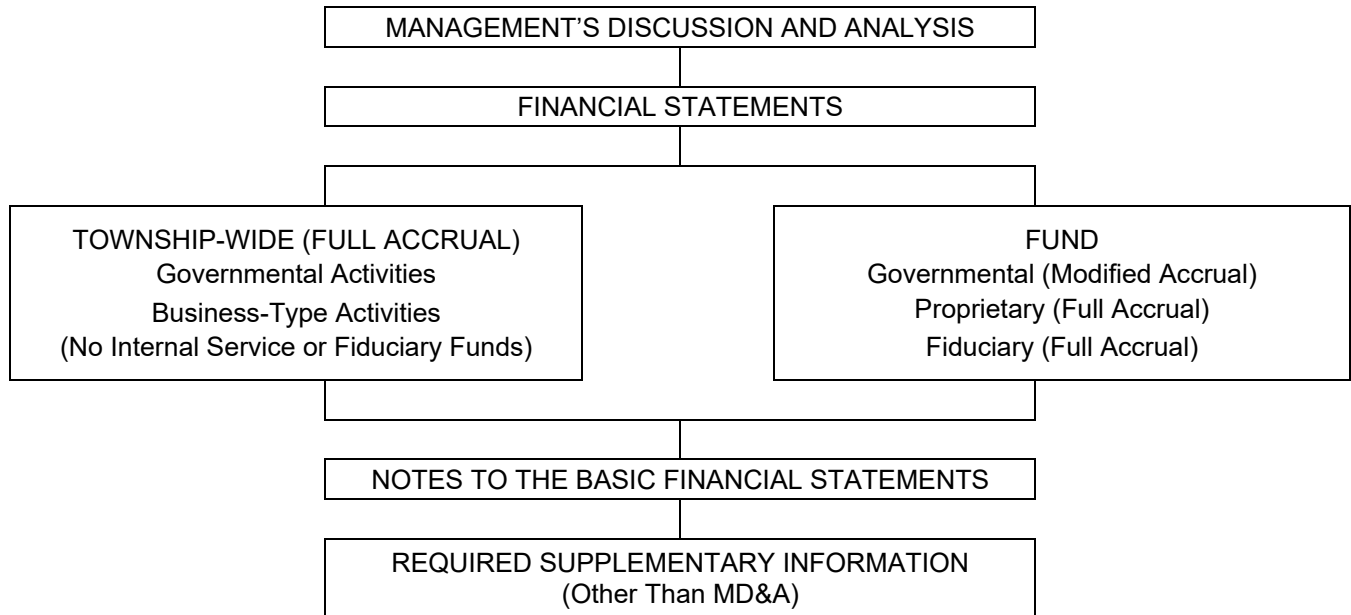 MANAGEMENT’S DISCUSSION AND ANALYSIS
FINANCIAL STATEMENTS
TOWNSHIP-WIDE (FULL ACCRUAL)
Governmental Activities
Business-Type Activities
(No Internal Service or Fiduciary Funds)
FUND
Governmental (Modified Accrual)
Proprietary (Full Accrual)
Fiduciary (Full Accrual)
NOTES TO THE BASIC FINANCIAL STATEMENTS
REQUIRED SUPPLEMENTARY INFORMATION
(Other Than MD&A)